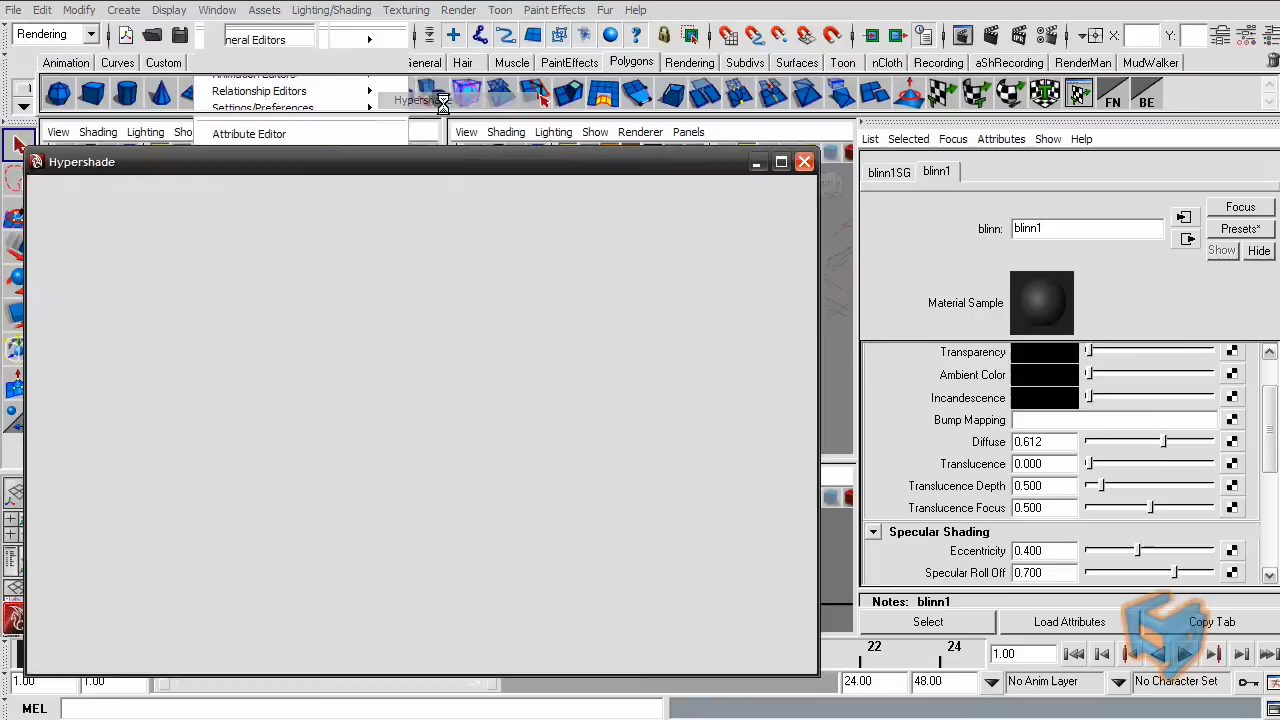 File Edit Modify Create Display Window Assets Lighting/Shading Texturing Render Toon Paint Effects Fur Help
Rendering
neral Editors
X: Y:
Animation Curves Custom
General Hair Muscle PaintEffects Polygons Rendering Subdivs Surfaces Toon nCloth Recording aShRecording RenderMan MudWalker
Animation Editors
Relationship Editors
Settings/Preferences
Attribute Editor
FN BE
View Shading Lighting Sho
View Shading Lighting Show Renderer Panels
Hypershade
List Selected Focus Attributes Show Help
blinn1SG blinn1
blinn: blinn1
Focus
Presets*
Show Hide
Material Sample
Transparency
Ambient Color
Incandescence
Bump Mapping
Diffuse 0.612
Translucence 0.000
Translucence Depth 0.500
Translucence Focus 0.500
Specular Shading
Eccentricity 0.400
Specular Roll Off 0.700
Notes: blinn1
Select Load Attributes Copy Tab
22 24 1.00
1.00 1.00 24.00 48.00 No Anim Layer No Character Set
MEL